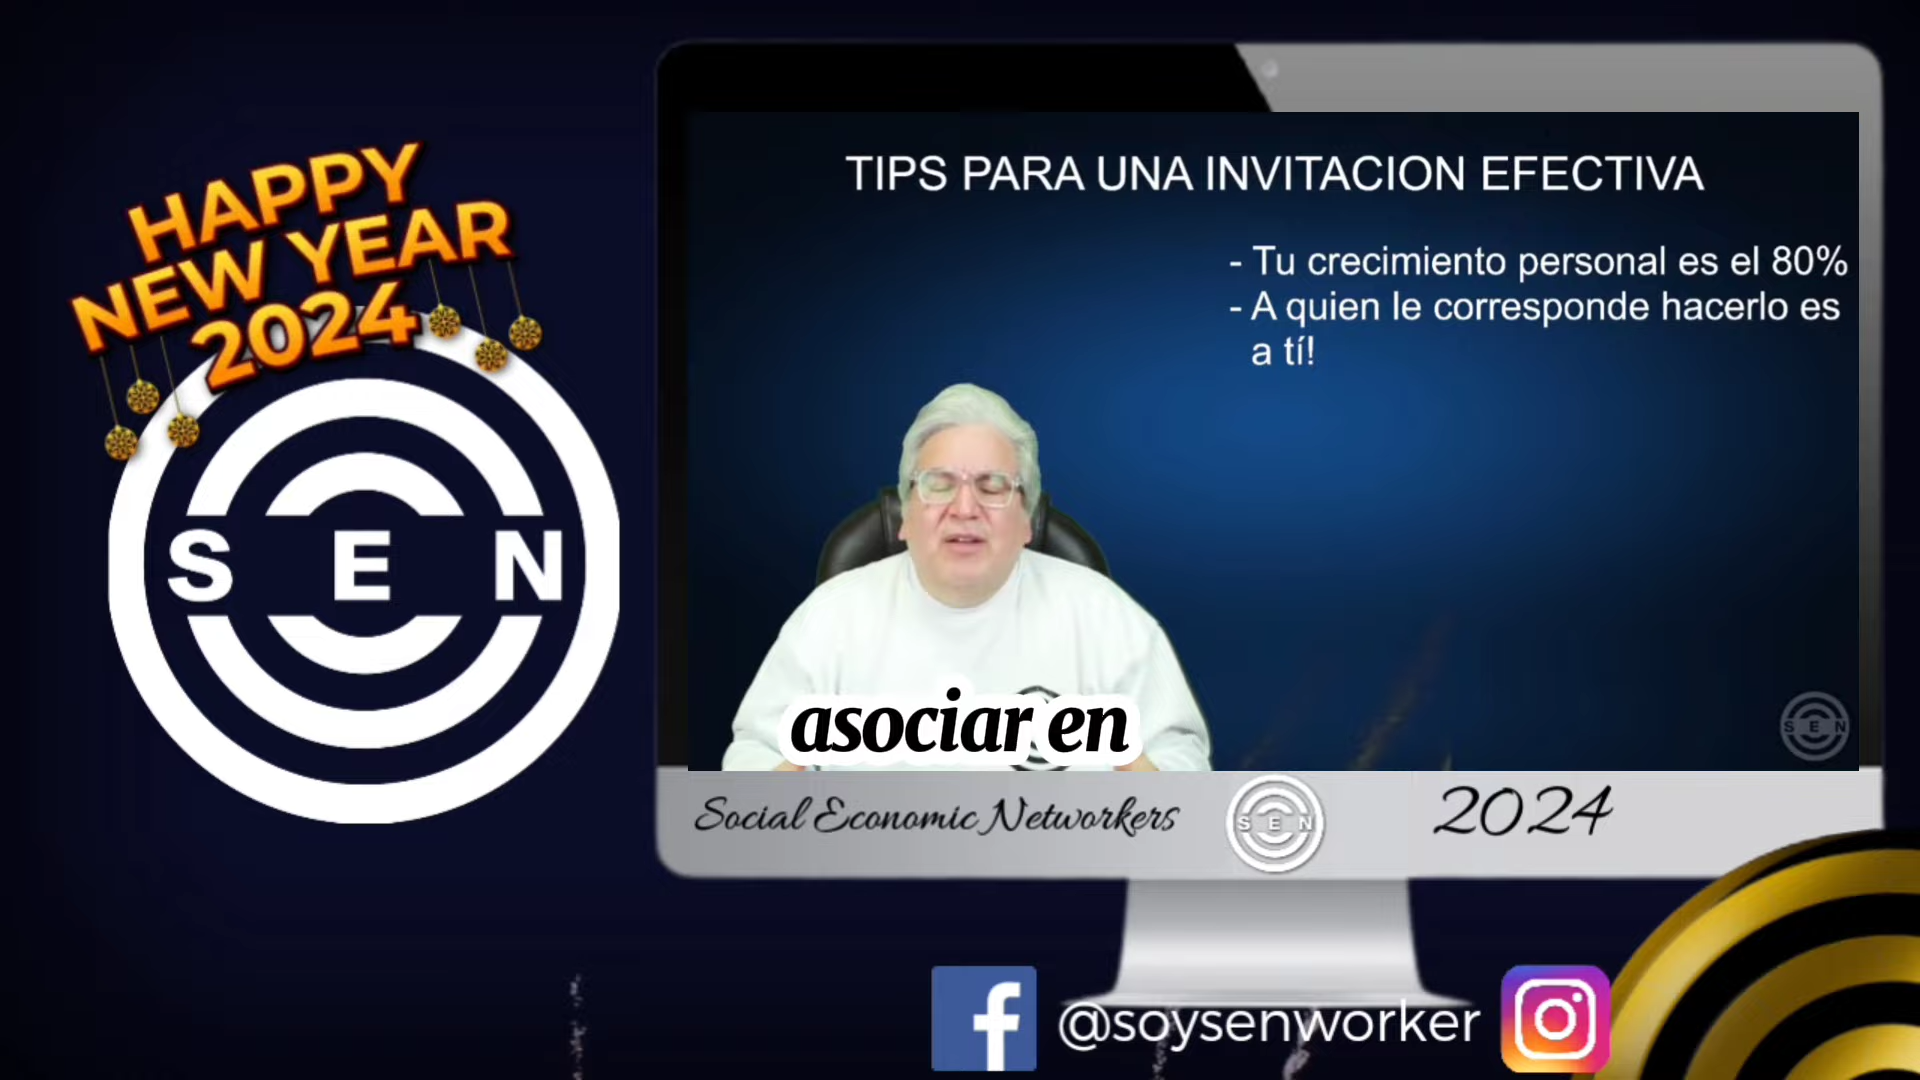 HAPPY
NEW YEAR
2024
S E N
TIPS PARA UNA INVITACION EFECTIVA
- Tu crecimiento personal es el 80%
- A quien le corresponde hacerlo es
a tí!
asociar en
S E N
Social Economic Networkers
S E N
2024
f
@soysenworker